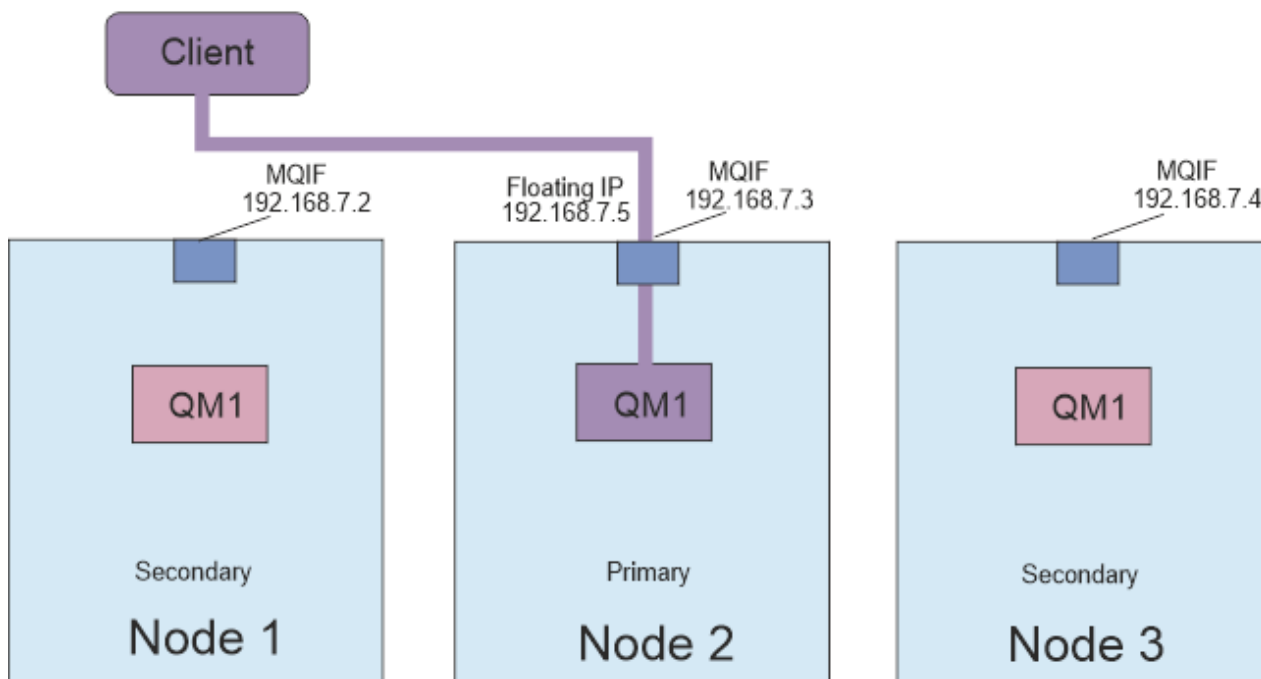 Client
MQIF
192.168.7.2
Floating IP
192.168.7.5
MQIF
192.168.7.3
MQIF
192.168.7.4
QM1
QM1
QM1
Secondary
Primary
Secondary
Node 1
Node 2
Node 3